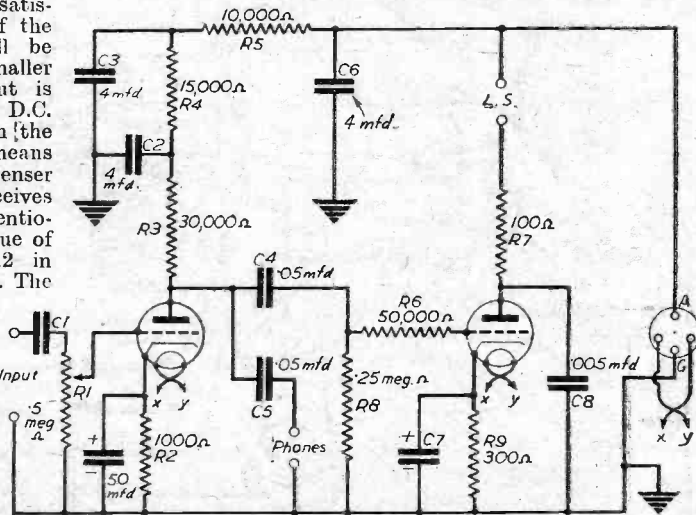 satis-
of the
be
maller
t is
D.C.
n the
means
enser
ceives
entio-
ue of
2 in
. The
10,000Ω
R5
C3
4 mfd
15,000Ω
R4
C6
4 mfd.
L.S.
C2
4
mfd.
R3
30,000Ω
100Ω
R7
C4
.05 mfd
R6
50,000Ω
A
G
C1
Input
R1
.5
meg
Ω
x y
.05 mfd
C5
.25 meg.Ω
R8
x y
.005 mfd
C8
x y
+
-
50
mfd
1000Ω
R2
Phones
C7
+
-
R9
300Ω